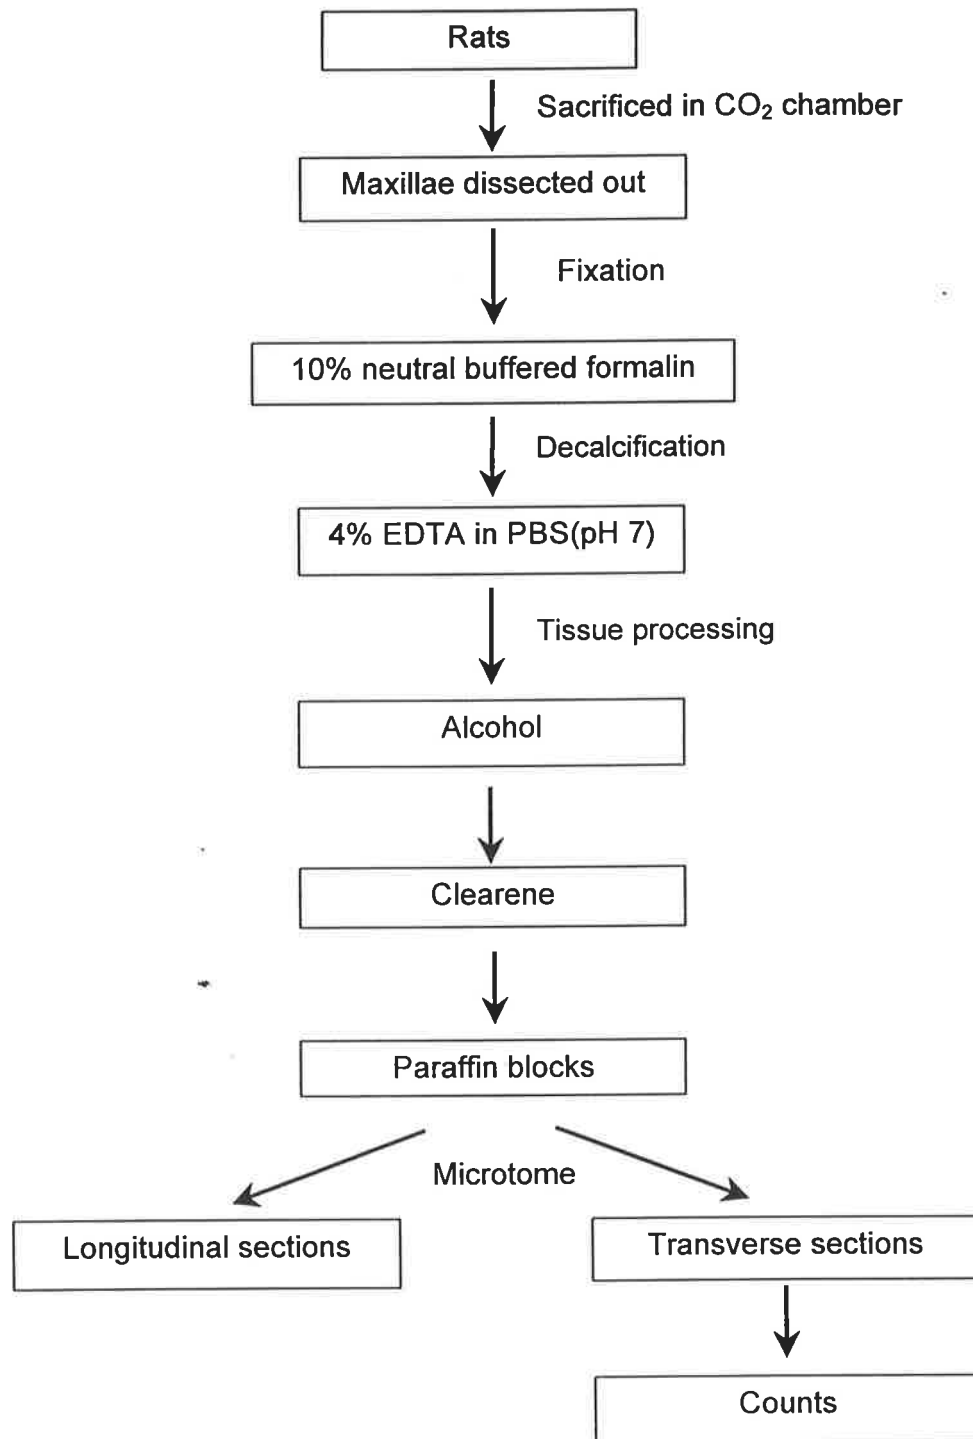 Rats
Sacrificed in CO₂ chamber
Maxillae dissected out
Fixation
10% neutral buffered formalin
Decalcification
4% EDTA in PBS(pH 7)
Tissue processing
Alcohol
Clearene
Paraffin blocks
Microtome
Longitudinal sections
Transverse sections
Counts